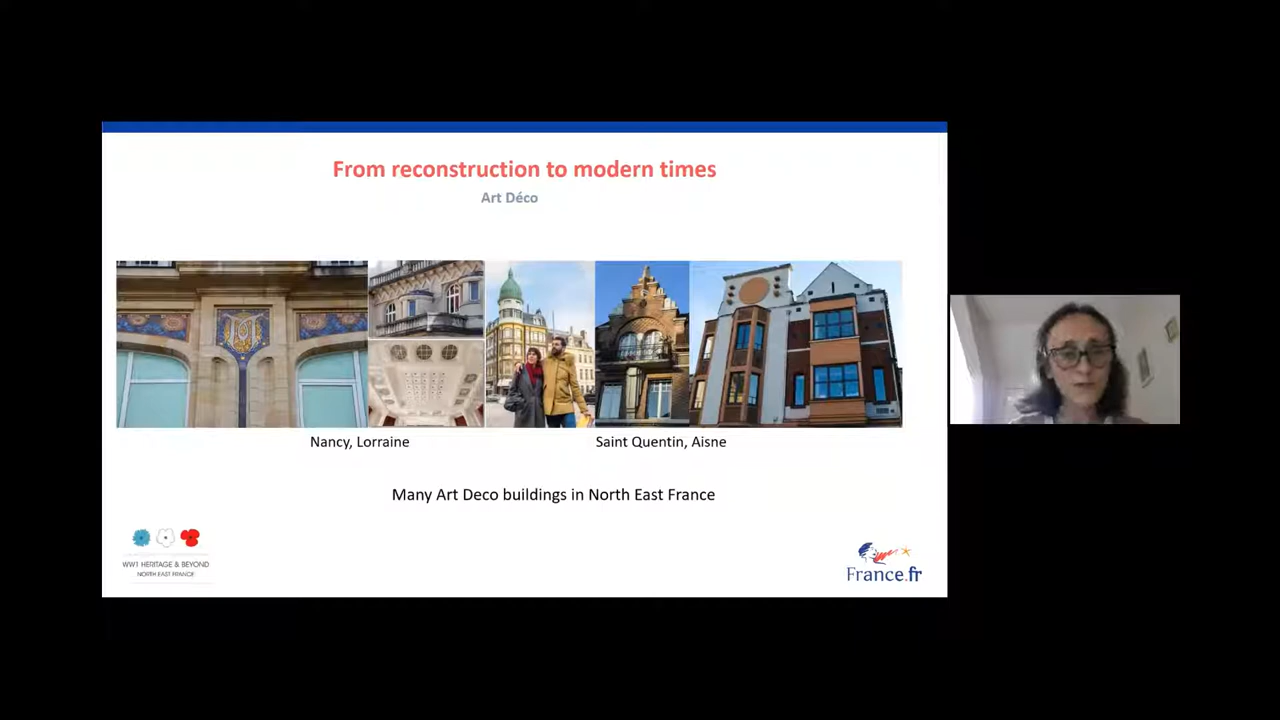 From reconstruction to modern times
Art Déco
Nancy, Lorraine
Saint Quentin, Aisne
Many Art Deco buildings in North East France
WW1 HERITAGE & BEYOND
NORTH EAST FRANCE
France.fr